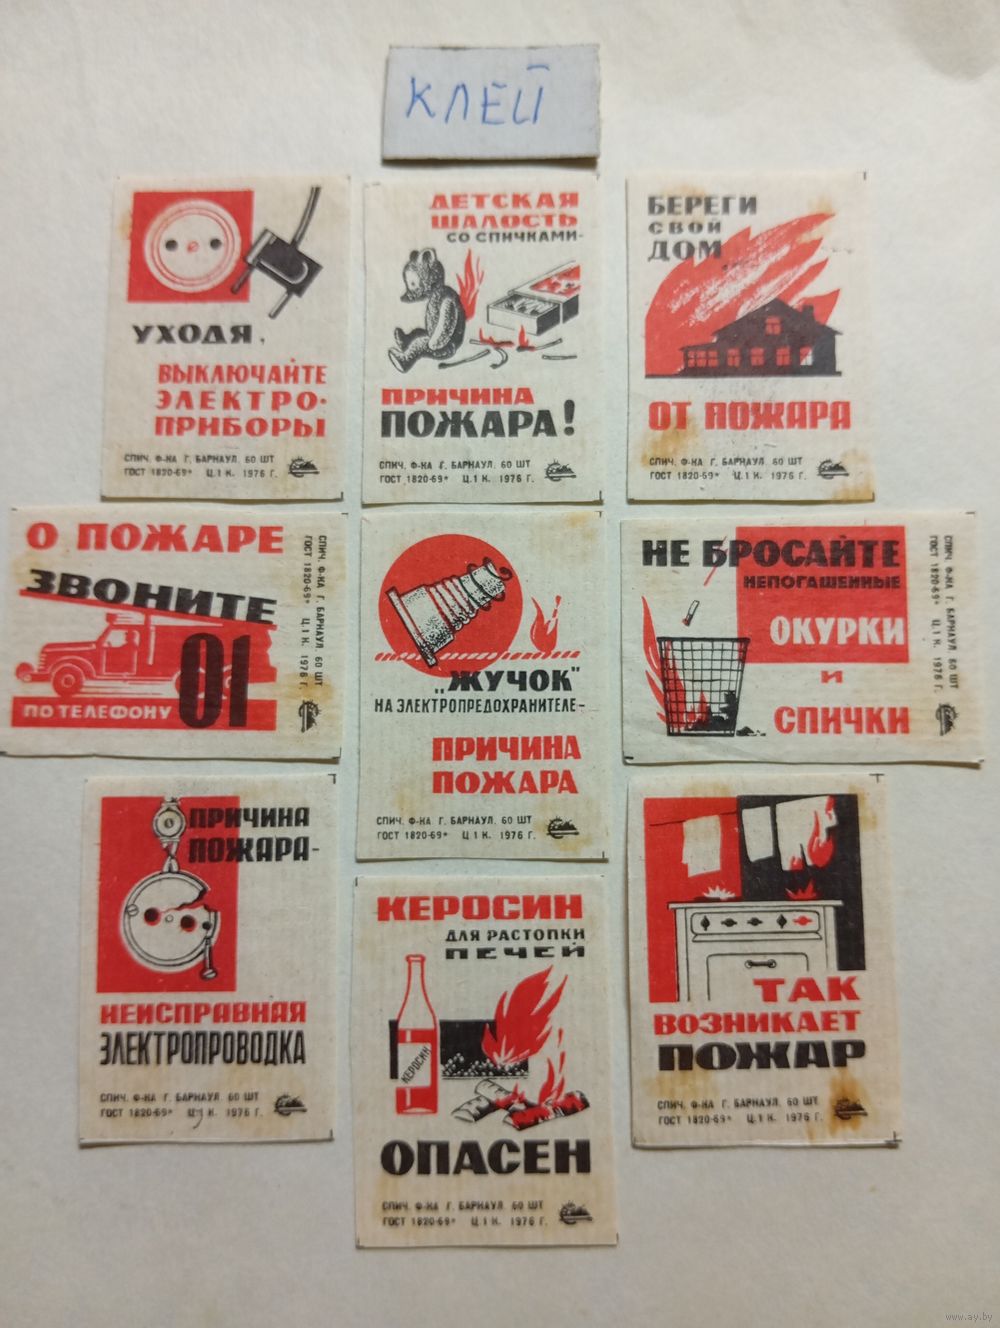 КЛЕЙ
УХОДЯ,
ВЫКЛЮЧАЙТЕ
ЭЛЕКТРО-
ПРИБОРЫ
СПИЧ. Ф-КА Г. БАРНАУЛ. 60 ШТ
ГОСТ 1820-69* Ц. 1 К. 1976 Г.
ДЕТСКАЯ
ШАЛОСТЬ
СО СПИЧКАМИ-
ПРИЧИНА
ПОЖАРА!
СПИЧ. Ф-КА Г. БАРНАУЛ. 60 ШТ
ГОСТ 1820-69* Ц. 1 К. 1976 Г.
БЕРЕГИ
СВОЙ
ДОМ
ОТ ПОЖАРА
СПИЧ. Ф-КА Г. БАРНАУЛ. 60 ШТ
ГОСТ 1820-69* Ц. 1 К. 1976 Г.
О ПОЖАРЕ
ЗВОНИТЕ
01
ПО ТЕЛЕФОНУ
СПИЧ. Ф-КА Г. БАРНАУЛ. 60 ШТ
ГОСТ 1820-69* Ц. 1 К. 1976 Г.
„ЖУЧОК"
НА ЭЛЕКТРОПРЕДОХРАНИТЕЛЕ-
ПРИЧИНА
ПОЖАРА
СПИЧ. Ф-КА Г. БАРНАУЛ. 60 ШТ
ГОСТ 1820-69* Ц. 1 К. 1976 Г.
НЕ БРОСАЙТЕ
НЕПОГАШЕННЫЕ
ОКУРКИ
И
СПИЧКИ
СПИЧ. Ф-КА Г. БАРНАУЛ. 60 ШТ
ГОСТ 1820-69* Ц. 1 К. 1976 Г.
ПРИЧИНА
ПОЖАРА-
НЕИСПРАВНАЯ
ЭЛЕКТРОПРОВОДКА
СПИЧ. Ф-КА Г. БАРНАУЛ. 60 ШТ
ГОСТ 1820-69* Ц. 1 К. 1976 Г.
КЕРОСИН
ДЛЯ РАСТОПКИ
ПЕЧЕЙ
КЕРОСИН
ОПАСЕН
СПИЧ. Ф-КА Г. БАРНАУЛ. 60 ШТ
ГОСТ 1820-69* Ц. 1 К. 1976 Г.
ТАК
ВОЗНИКАЕТ
ПОЖАР
СПИЧ. Ф-КА Г. БАРНАУЛ. 60 ШТ.
ГОСТ 1820-69* Ц. 1 К. 1976 Г.
www.ay.by